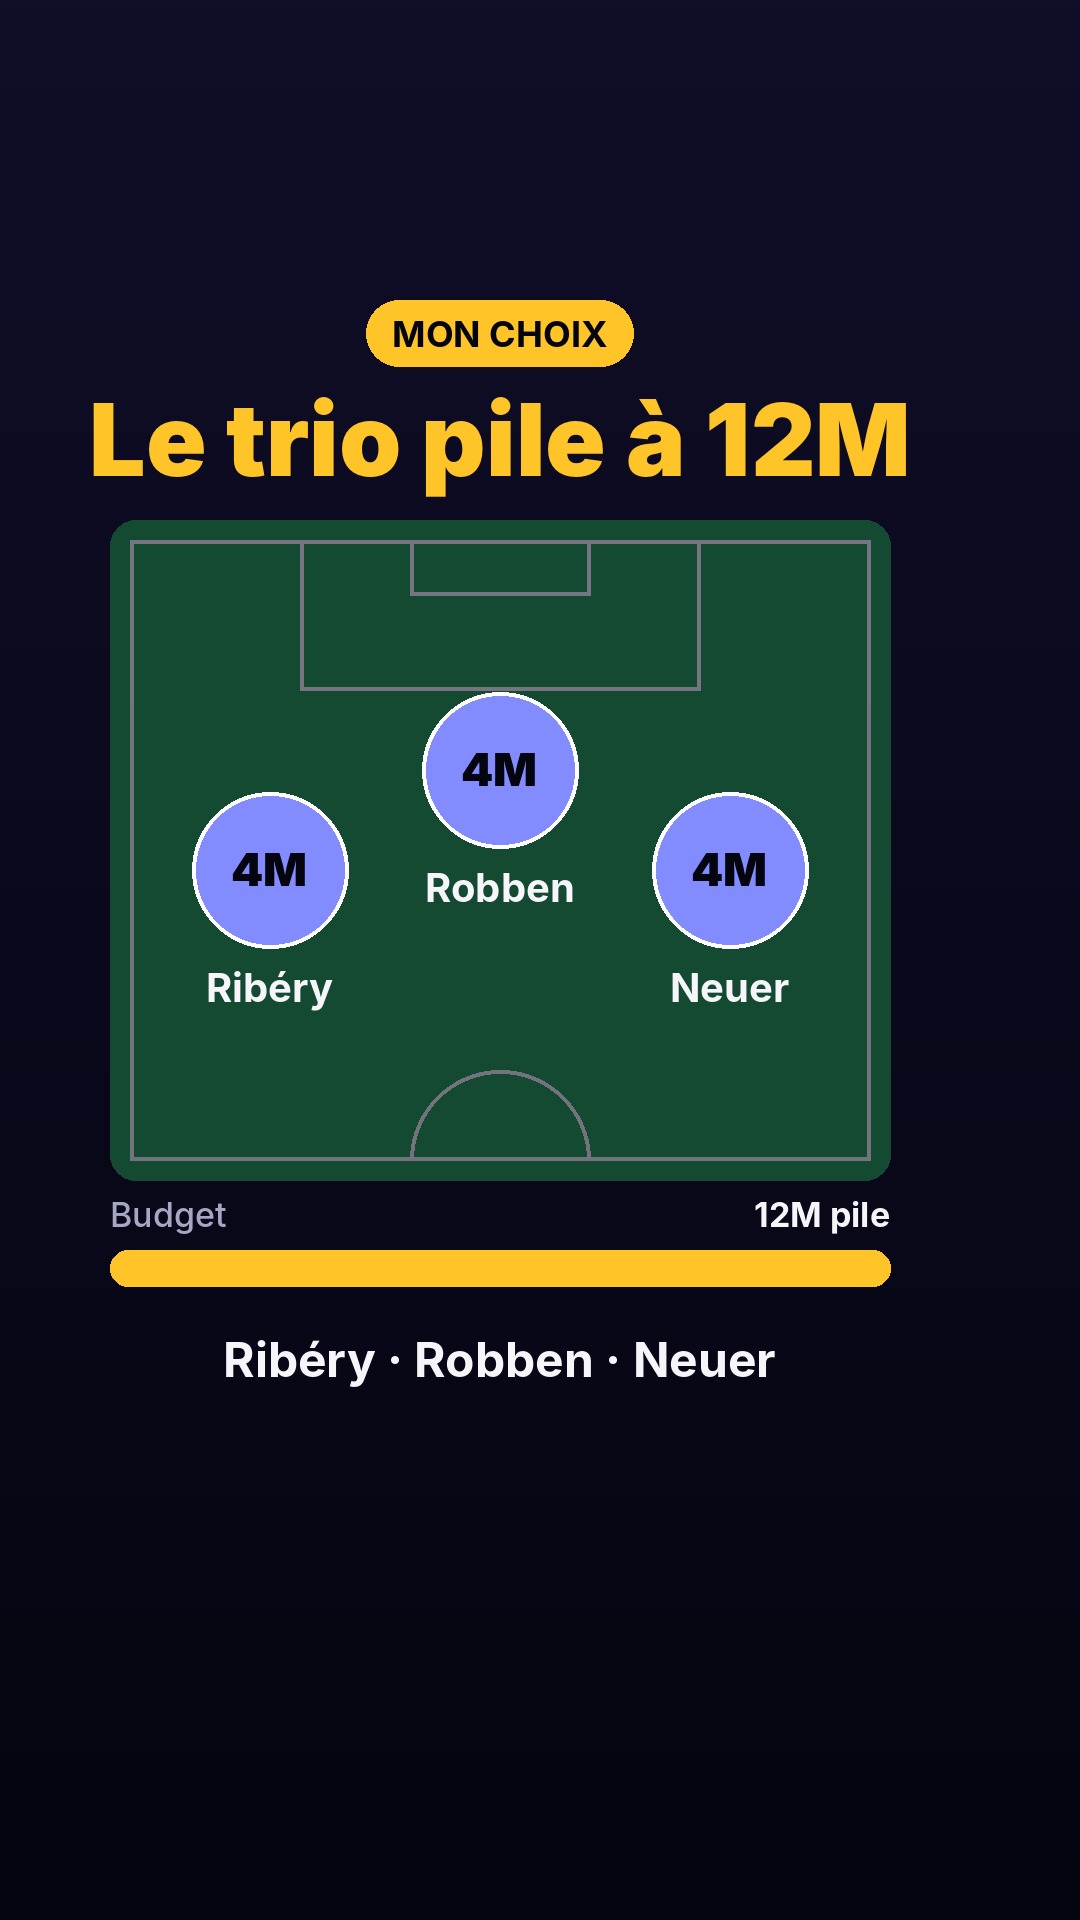 MON CHOIX
Le trio pile à 12M
4M
Robben
4M
Ribéry
4M
Neuer
Budget
12M pile
Ribéry · Robben · Neuer